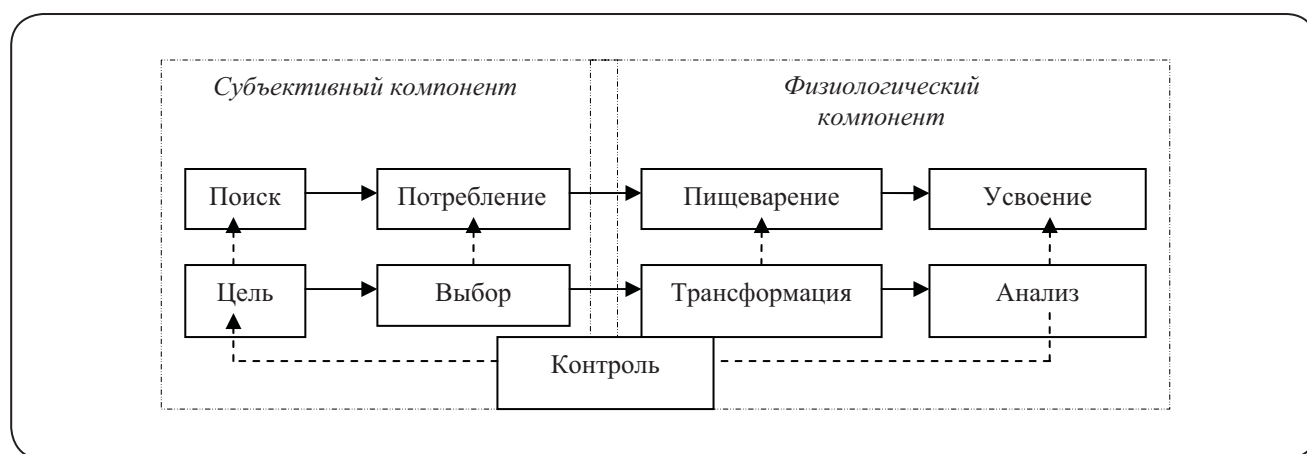 Субъективный компонент
Физиологический
компонент
Поиск
Потребление
Пищеварение
Усвоение
Цель
Выбор
Трансформация
Анализ
Контроль